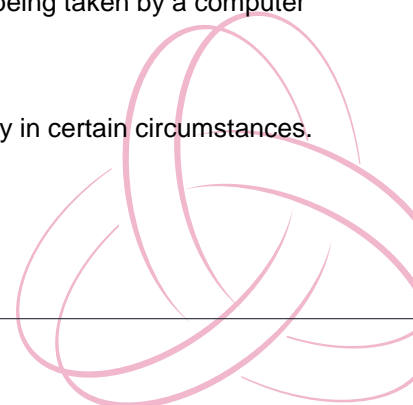 being taken by a computer
y in certain circumstances.